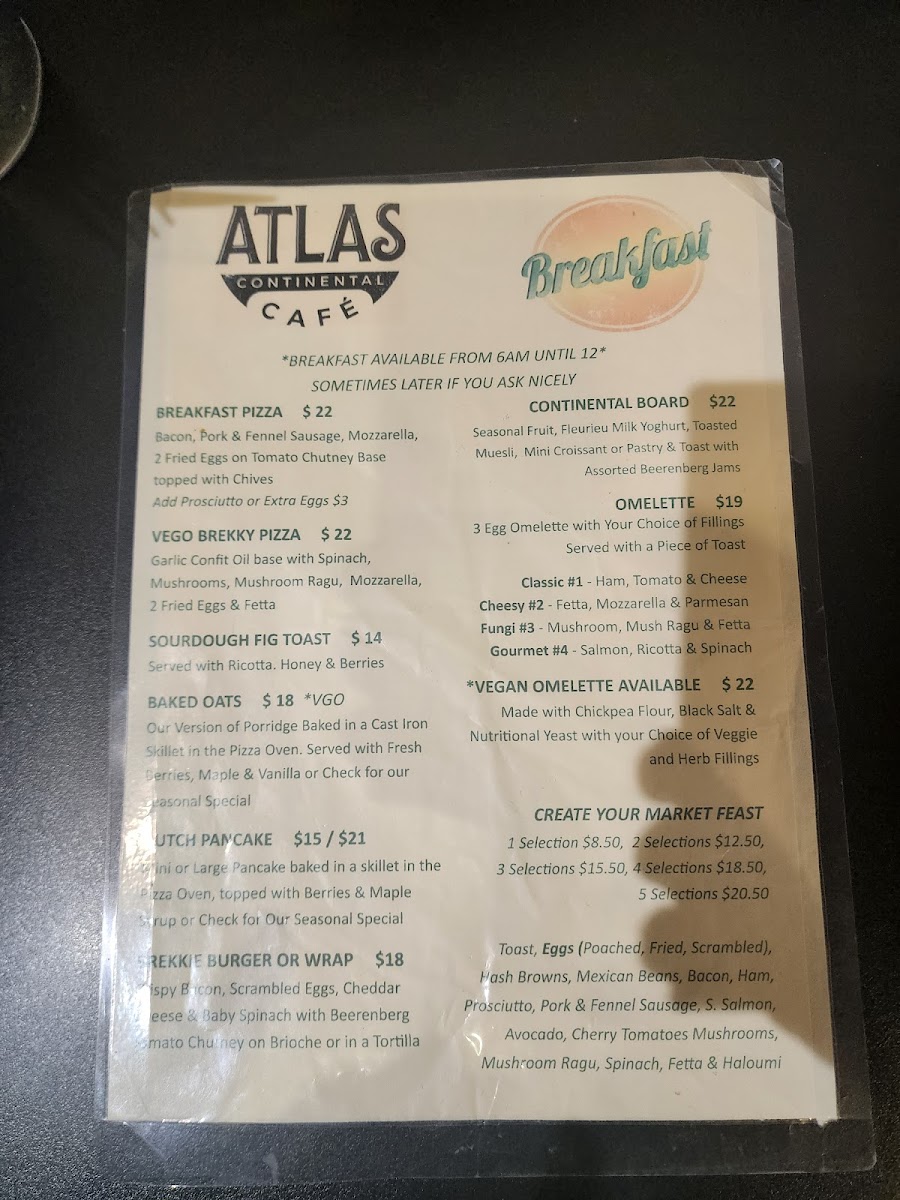 ATLAS
CONTINENTAL
CAFÉ
Breakfast
*BREAKFAST AVAILABLE FROM 6AM UNTIL 12*
SOMETIMES LATER IF YOU ASK NICELY
BREAKFAST PIZZA $ 22
Bacon, Pork & Fennel Sausage, Mozzarella,
2 Fried Eggs on Tomato Chutney Base
topped with Chives
Add Prosciutto or Extra Eggs $3
VEGO BREKKY PIZZA $ 22
Garlic Confit Oil base with Spinach,
Mushrooms, Mushroom Ragu, Mozzarella,
2 Fried Eggs & Fetta
SOURDOUGH FIG TOAST $ 14
Served with Ricotta. Honey & Berries
BAKED OATS $ 18 *VGO
Our Version of Porridge Baked in a Cast Iron
Skillet in the Pizza Oven. Served with Fresh
Berries, Maple & Vanilla or Check for our
Seasonal Special
DUTCH PANCAKE $15 / $21
Mini or Large Pancake baked in a skillet in the
Pizza Oven, topped with Berries & Maple
Syrup or Check for Our Seasonal Special
BREKKIE BURGER OR WRAP $18
Crispy Bacon, Scrambled Eggs, Cheddar
Cheese & Baby Spinach with Beerenberg
Tomato Chutney on Brioche or in a Tortilla
CONTINENTAL BOARD $22
Seasonal Fruit, Fleurieu Milk Yoghurt, Toasted
Muesli, Mini Croissant or Pastry & Toast with
Assorted Beerenberg Jams
OMELETTE $19
3 Egg Omelette with Your Choice of Fillings
Served with a Piece of Toast
Classic #1 - Ham, Tomato & Cheese
Cheesy #2 - Fetta, Mozzarella & Parmesan
Fungi #3 - Mushroom, Mush Ragu & Fetta
Gourmet #4 - Salmon, Ricotta & Spinach
*VEGAN OMELETTE AVAILABLE $ 22
Made with Chickpea Flour, Black Salt &
Nutritional Yeast with your Choice of Veggie
and Herb Fillings
CREATE YOUR MARKET FEAST
1 Selection $8.50, 2 Selections $12.50,
3 Selections $15.50, 4 Selections $18.50,
5 Selections $20.50
Toast, Eggs (Poached, Fried, Scrambled),
Hash Browns, Mexican Beans, Bacon, Ham,
Prosciutto, Pork & Fennel Sausage, S. Salmon,
Avocado, Cherry Tomatoes Mushrooms,
Mushroom Ragu, Spinach, Fetta & Haloumi